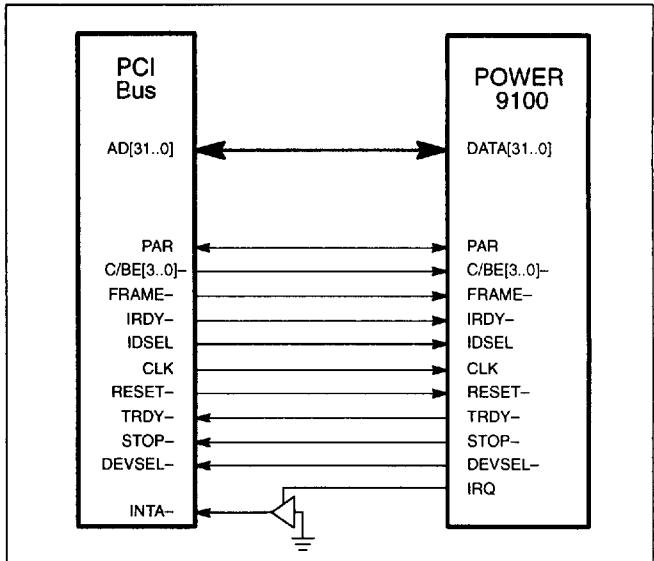 PCI
Bus
POWER
9100
AD[31..0]
DATA[31..0]
PAR
PAR
C/BE[3..0]–
C/BE[3..0]–
FRAME–
FRAME–
IRDY–
IRDY–
IDSEL
IDSEL
CLK
CLK
RESET–
RESET–
TRDY–
TRDY–
STOP–
STOP–
DEVSEL–
DEVSEL–
IRQ
INTA–